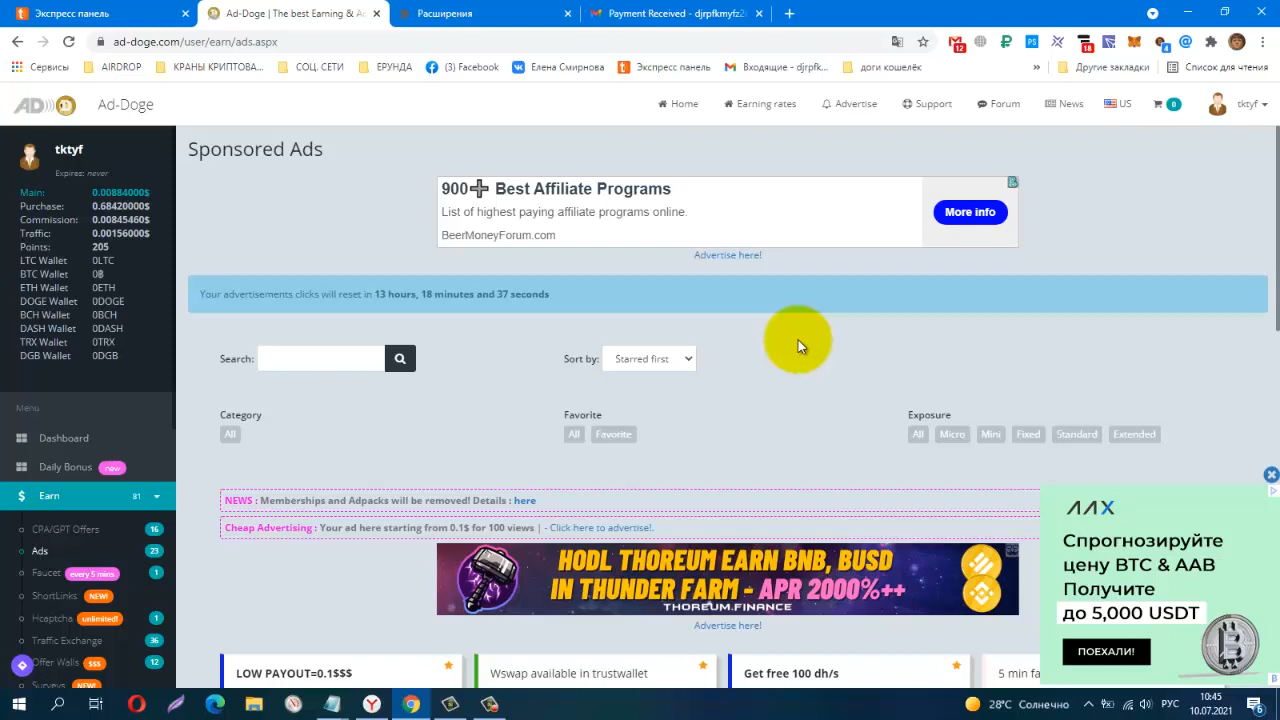 Экспресс панель
Ad-Doge | The best Earning & A
Расширения
Payment Received - djrpfkmyfz2
ad-doge.com/user/earn/ads.aspx
12
18
4
Сервисы
AIRDROP
КРАНЫ КРИПТОВА...
СОЦ. СЕТИ
ЕРУНДА
(3) Facebook
Елена Смирнова
Экспресс панель
Входящие - djrpfk...
доги кошелёк
»
Другие закладки
Список для чтения
AD
Ad-Doge
Home
Earning rates
Advertise
Support
Forum
News
US
0
tktyf
tktyf
Expires: never
Main: 0.00884000$
Purchase: 0.68420000$
Commission: 0.00845460$
Traffic: 0.00156000$
Points: 205
LTC Wallet 0LTC
BTC Wallet 0฿
ETH Wallet 0ETH
DOGE Wallet 0DOGE
BCH Wallet 0BCH
DASH Wallet 0DASH
TRX Wallet 0TRX
DGB Wallet 0DGB
Menu
Dashboard
Daily Bonus new
$ Earn 81
CPA/GPT Offers 16
Ads 23
Faucet every 5 mins 1
ShortLinks NEW!
Hcaptcha unlimited! 1
Traffic Exchange 36
Offer Walls $$$ 12
Surveys NEW!
Sponsored Ads
900➕ Best Affiliate Programs
List of highest paying affiliate programs online.
BeerMoneyForum.com
More info
Advertise here!
Your advertisements clicks will reset in 13 hours, 18 minutes and 37 seconds
Search:
Sort by: Starred first
Category
All
Favorite
All Favorite
Exposure
All Micro Mini Fixed Standard Extended
NEWS : Memberships and Adpacks will be removed! Details : here
Cheap Advertising : Your ad here starting from 0.1$ for 100 views | - Click here to advertise!.
HODL THOREUM EARN BNB, BUSD
IN THUNDER FARM - APR 2000%++
THOREUM.FINANCE
Advertise here!
LOW PAYOUT=0.1$$$
Wswap available in trustwallet
Get free 100 dh/s
5 min fa
AAX
Спрогнозируйте
цену BTC & AAB
Получите
до 5,000 USDT
ПОЕХАЛИ!
28°C Солнечно
РУС
10:45
10.07.2021
6